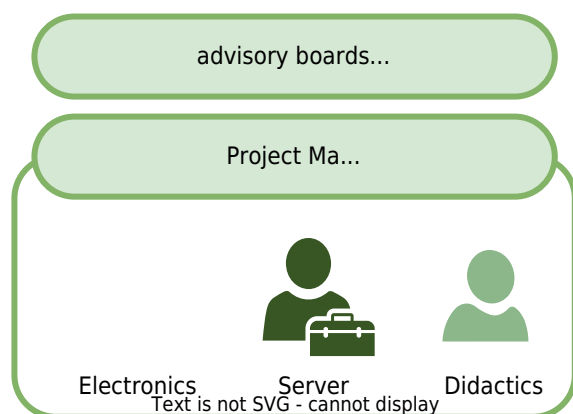 advisory boards...
Project Ma...
Electronics Server Didactics
Text is not SVG - cannot display